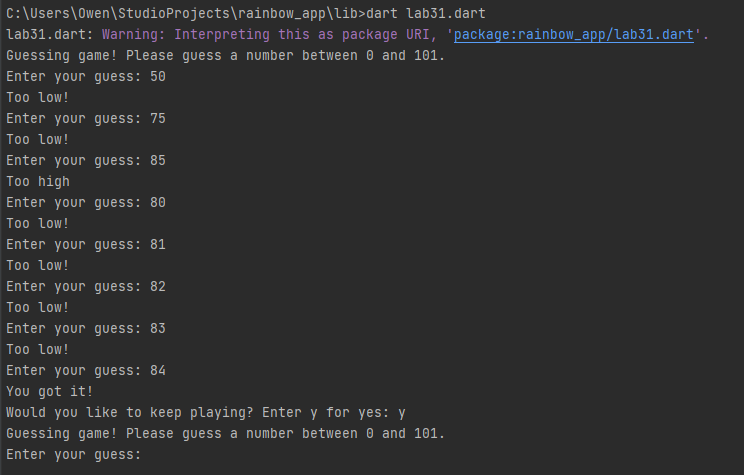 C:\Users\Owen\StudioProjects\rainbow_app\lib>dart lab31.dart
lab31.dart: Warning: Interpreting this as package URI, 'package:rainbow_app/lab31.dart'.
Guessing game! Please guess a number between 0 and 101.
Enter your guess: 50
Too low!
Enter your guess: 75
Too low!
Enter your guess: 85
Too high
Enter your guess: 80
Too low!
Enter your guess: 81
Too low!
Enter your guess: 82
Too low!
Enter your guess: 83
Too low!
Enter your guess: 84
You got it!
Would you like to keep playing? Enter y for yes: y
Guessing game! Please guess a number between 0 and 101.
Enter your guess: